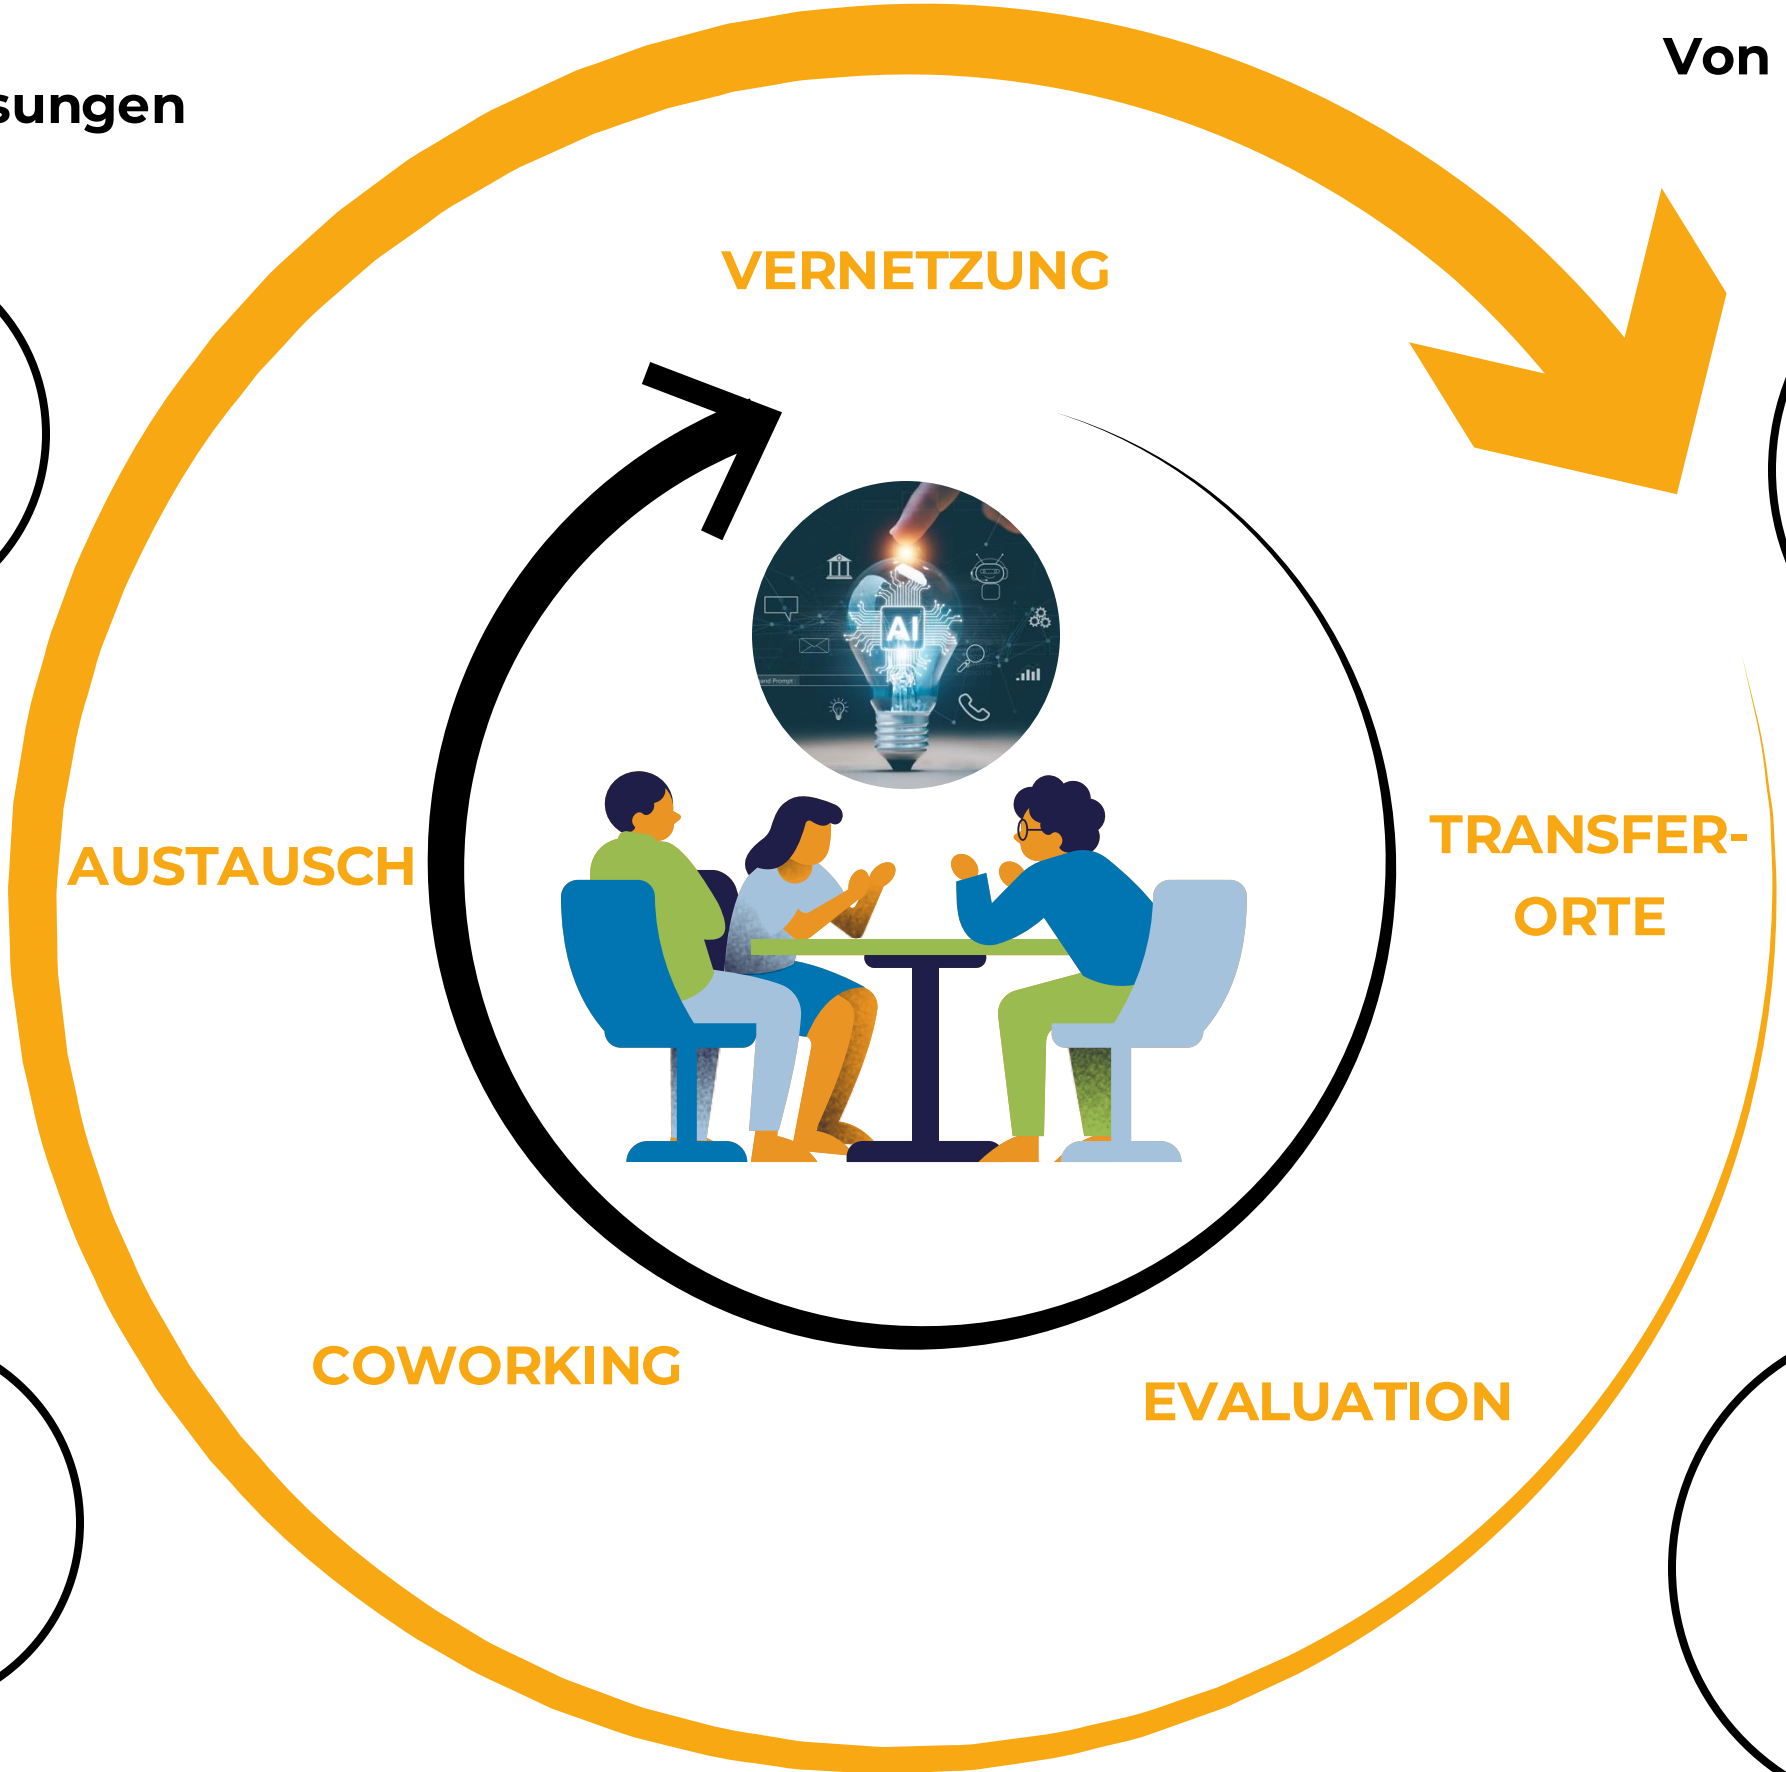 Von
sungen
VERNETZUNG
AI
AUSTAUSCH
TRANSFER-
ORTE
COWORKING
EVALUATION